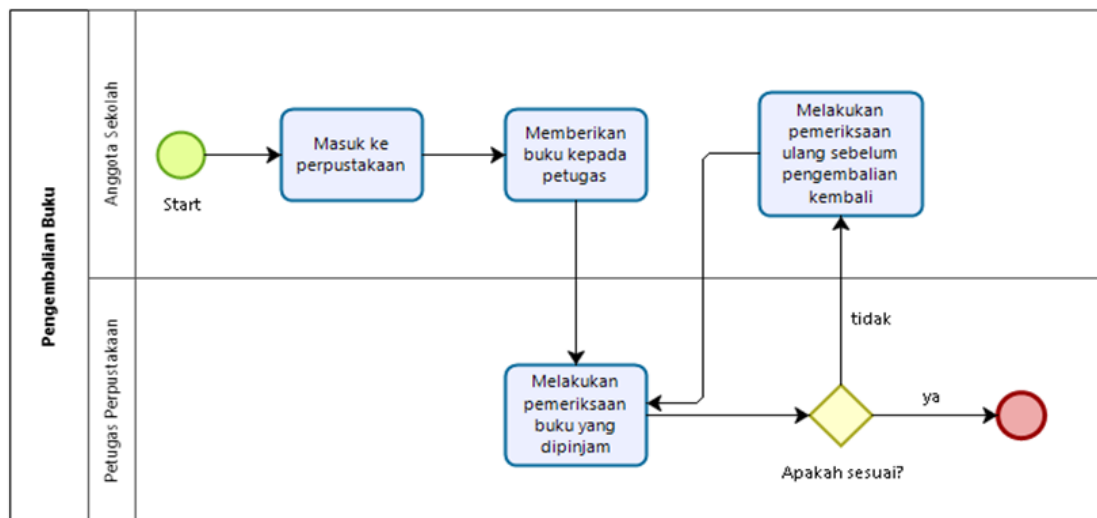 Pengembalian Buku
Anggota Sekolah
Start
Masuk ke
perpustakaan
Memberikan
buku kepada
petugas
Melakukan
pemeriksaan
ulang sebelum
pengembalian
kembali
Petugas Perpustakaan
Melakukan
pemeriksaan
buku yang
dipinjam
tidak
ya
Apakah sesuai?